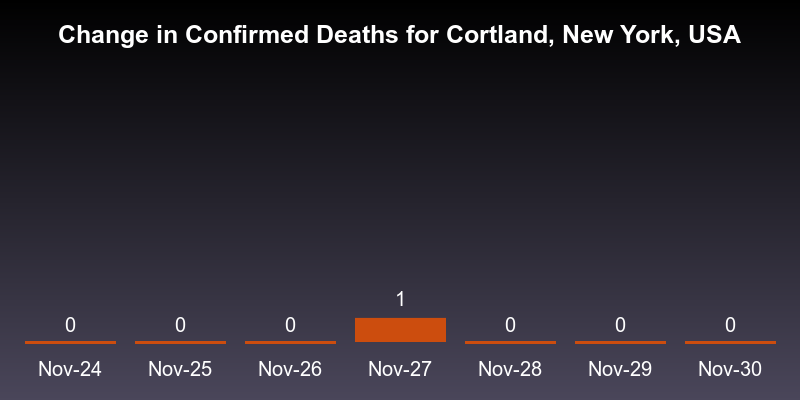 Change in Confirmed Deaths for Cortland, New York, USA
1
0 0 0 0 0 0
Nov-24 Nov-25 Nov-26 Nov-27 Nov-28 Nov-29 Nov-30